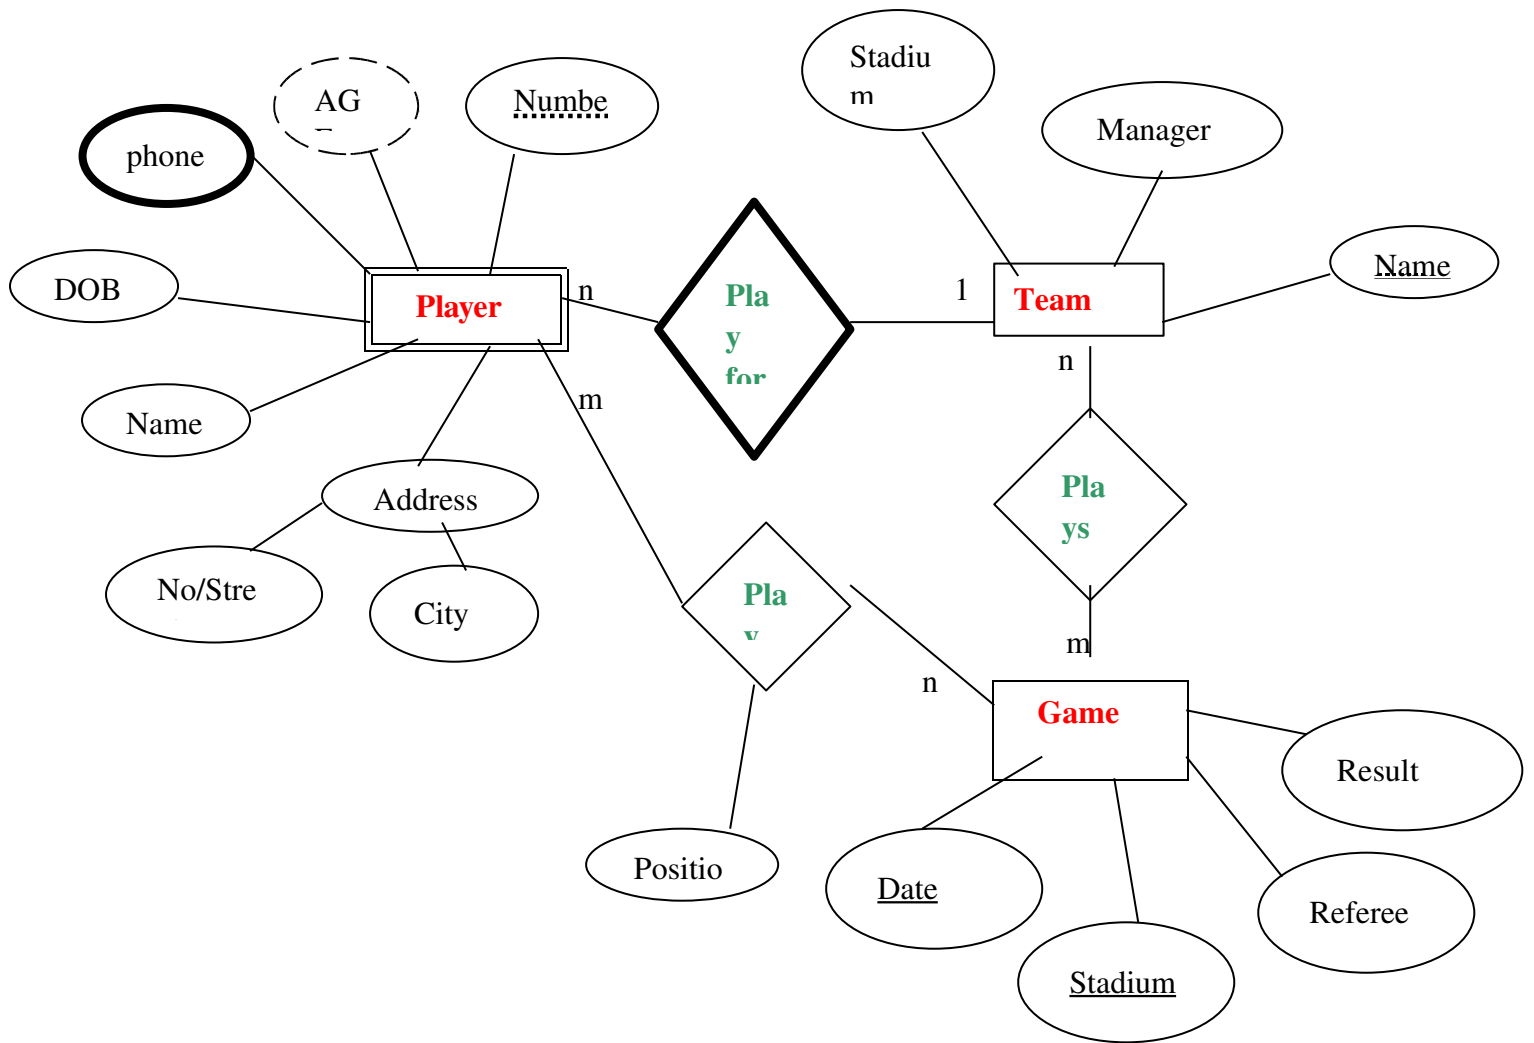 Stadiu
m
AG
Numbe
Manager
phone
Name
DOB
Player
n
Pla
y
for
1
Team
n
m
Name
Address
Pla
ys
No/Stre
City
Pla
y
m
n
Game
Result
Positio
Date
Referee
Stadium